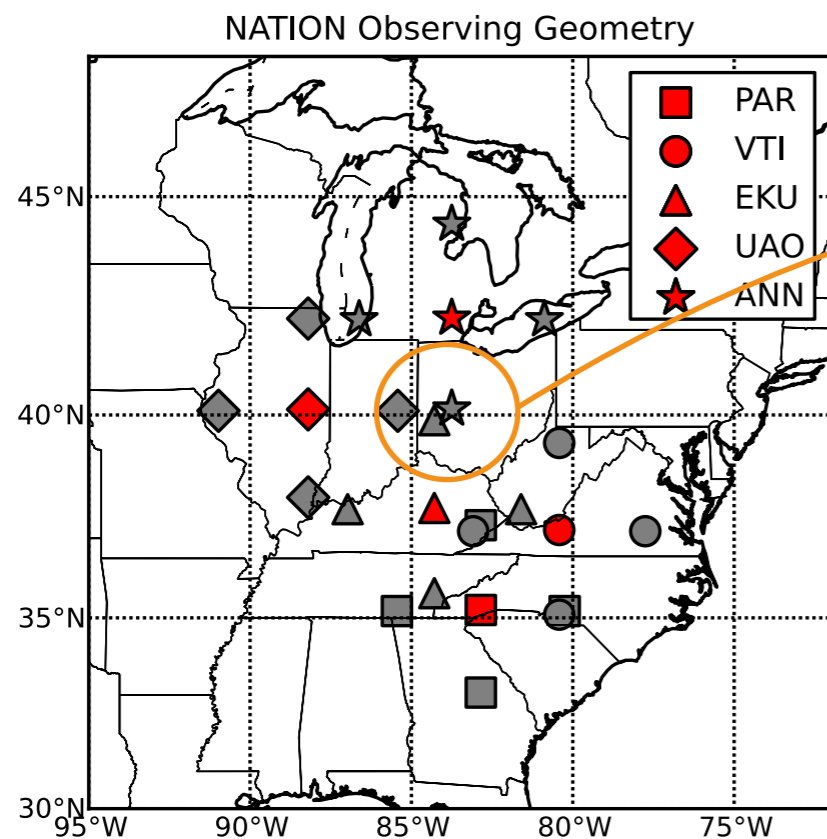 NATION Observing Geometry
PAR
VTI
EKU
UAO
ANN
45°N
40°N
35°N
30°N
95°W 90°W 85°W 80°W 75°W